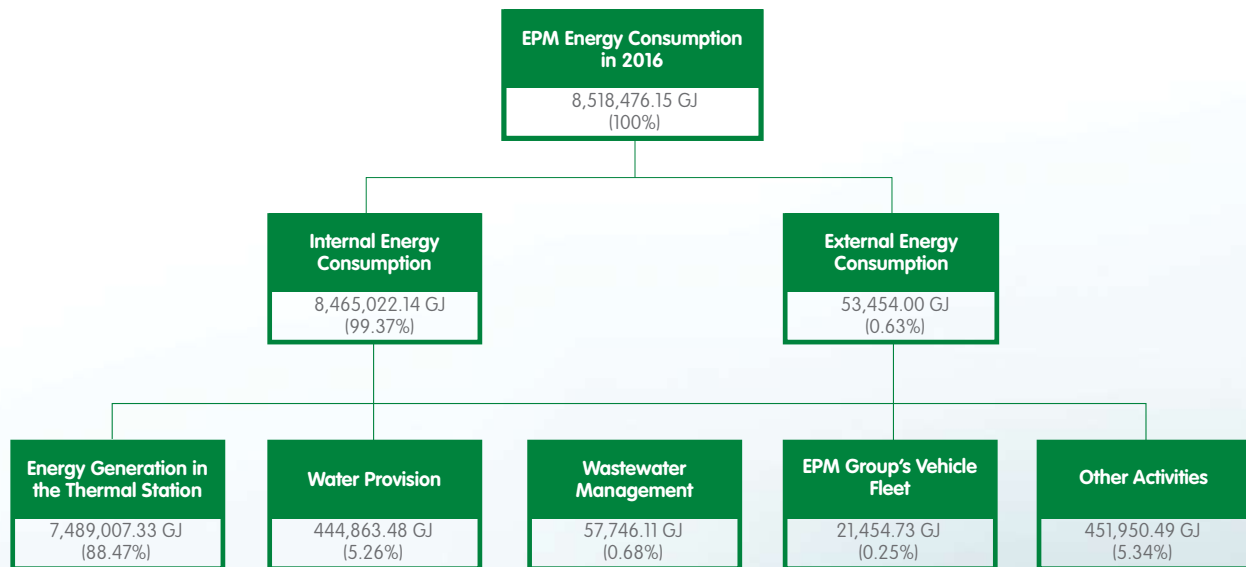 EPM Energy Consumption
in 2016
8,518,476.15 GJ
(100%)
Internal Energy
Consumption
8,465,022.14 GJ
(99.37%)
External Energy
Consumption
53,454.00 GJ
(0.63%)
Energy Generation in
the Thermal Station
7,489,007.33 GJ
(88.47%)
Water Provision
444,863.48 GJ
(5.26%)
Wastewater
Management
57,746.11 GJ
(0.68%)
EPM Group's Vehicle
Fleet
21,454.73 GJ
(0.25%)
Other Activities
451,950.49 GJ
(5.34%)